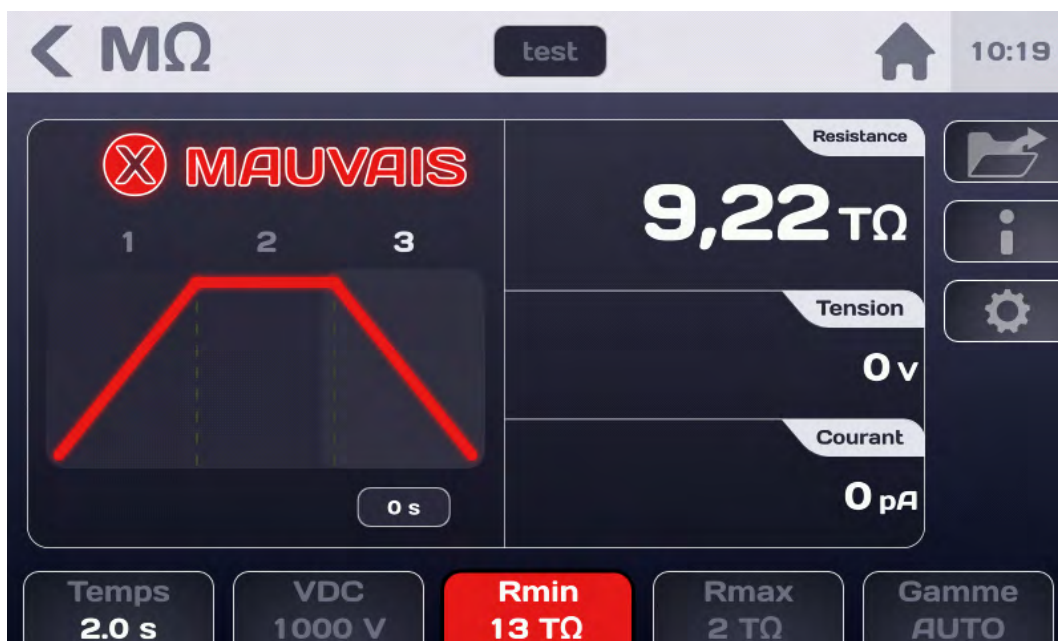 MΩ
test
10:19
X MAUVAIS
1 2 3
0 s
Resistance
9,22 TΩ
Tension
0 V
Courant
0 pA
Temps
2.0 s
VDC
1000 V
Rmin
13 TΩ
Rmax
2 TΩ
Gamme
AUTO